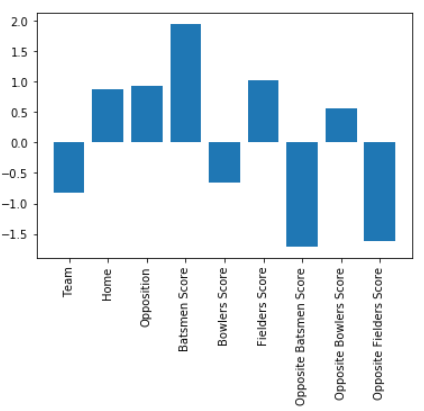 2.0
1.5
1.0
0.5
0.0
−0.5
−1.0
−1.5
Team
Home
Opposition
Batsmen Score
Bowlers Score
Fielders Score
Opposite Batsmen Score
Opposite Bowlers Score
Opposite Fielders Score